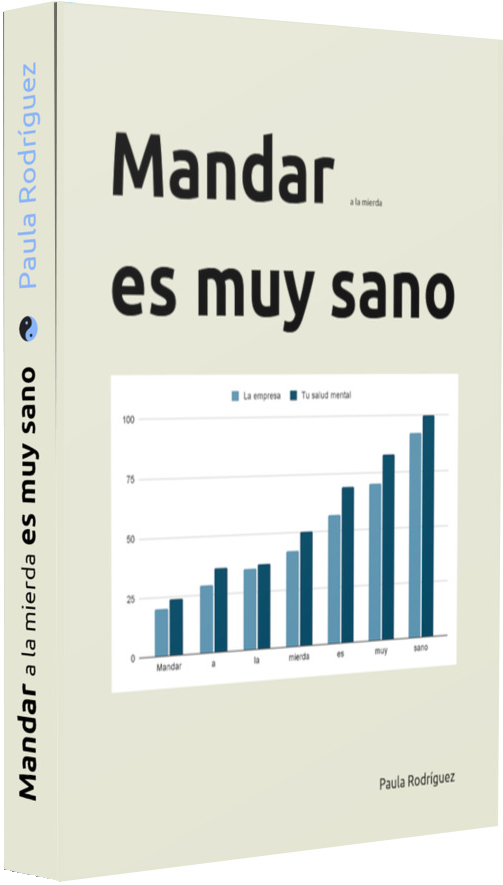 Paula Rodríguez
Mandar a la mierda es muy sano
Mandar a la mierda
es muy sano
La empresa Tu salud mental
100
75
50
25
0
Mandar a la mierda es muy sano
Paula Rodríguez